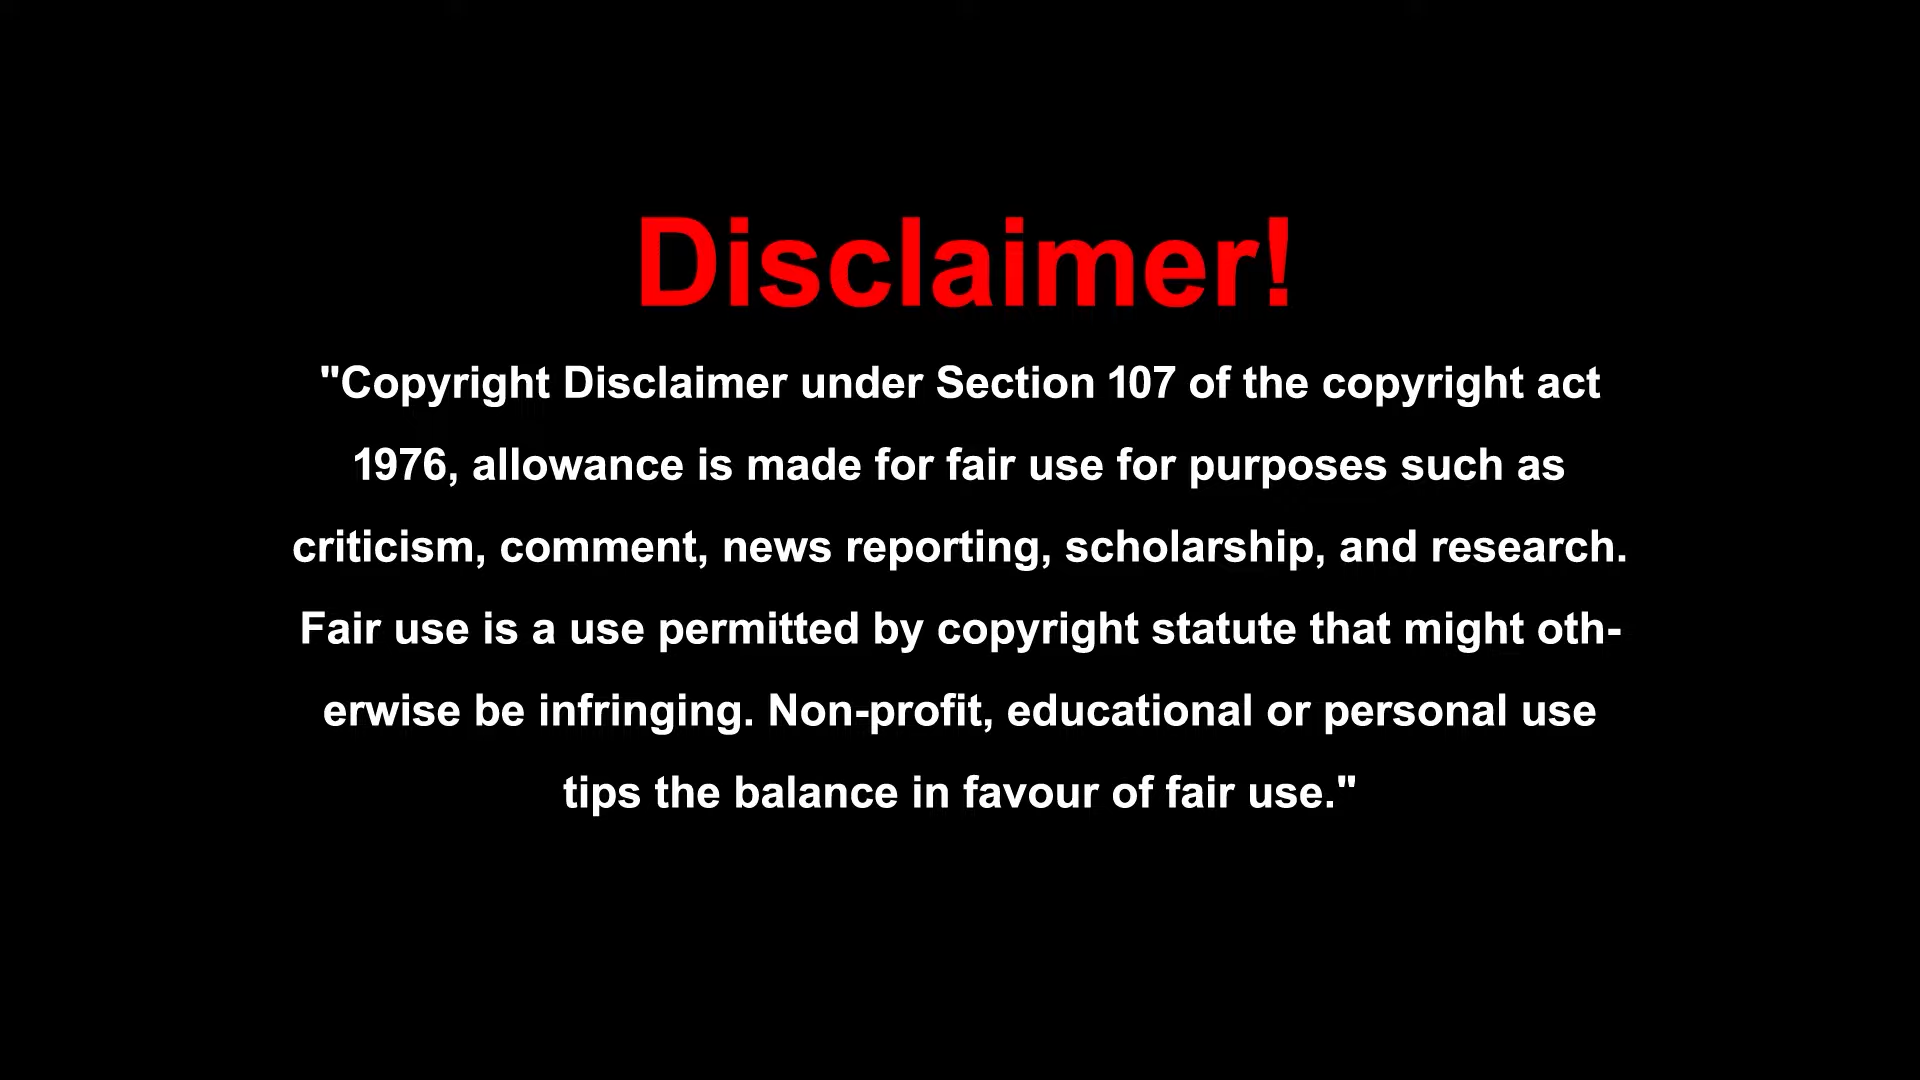 Disclaimer!
"Copyright Disclaimer under Section 107 of the copyright act
1976, allowance is made for fair use for purposes such as
criticism, comment, news reporting, scholarship, and research.
Fair use is a use permitted by copyright statute that might oth-
erwise be infringing. Non-profit, educational or personal use
tips the balance in favour of fair use."